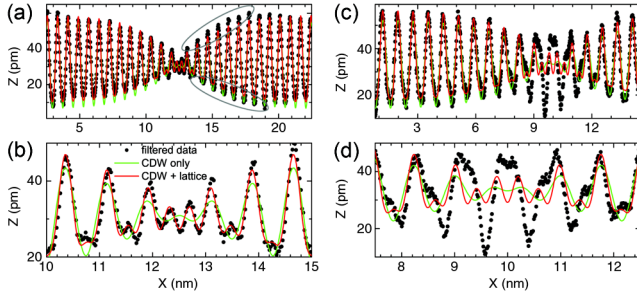 (a)
60
40
20
Z (pm)
5
10
15
20
(b)
filtered data
CDW only
CDW + lattice
40
20
Z (pm)
10
11
12
13
14
15
X (nm)
(c)
40
20
Z (pm)
3
6
9
12
(d)
40
20
Z (pm)
8
9
10
11
12
X (nm)